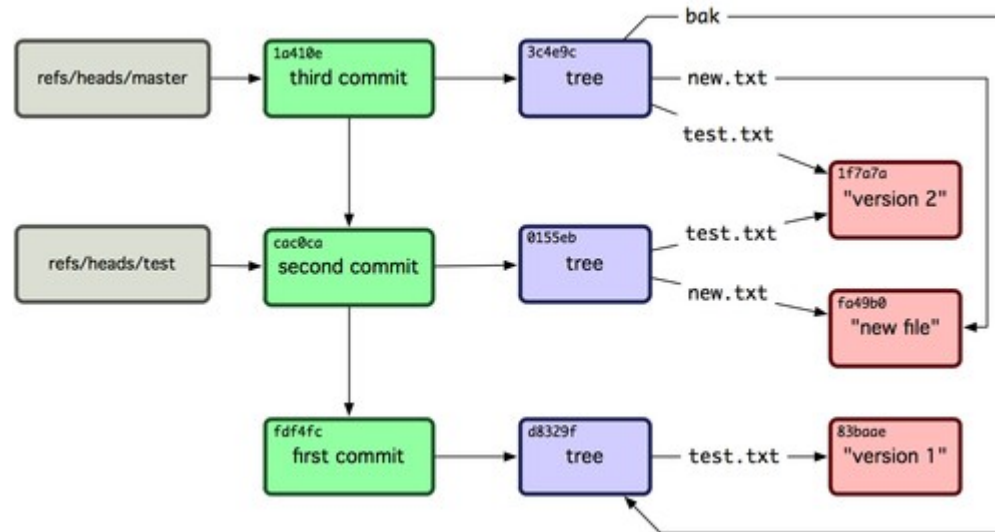 bak
1a410e
3c4e9c
refs/heads/master
third commit
tree
new.txt
test.txt
1f7a7a
"version 2"
cac0ca
0155eb
test.txt
refs/heads/test
second commit
tree
new.txt
fa49b0
"new file"
fdf4fc
d8329f
83baae
first commit
tree
test.txt
"version 1"